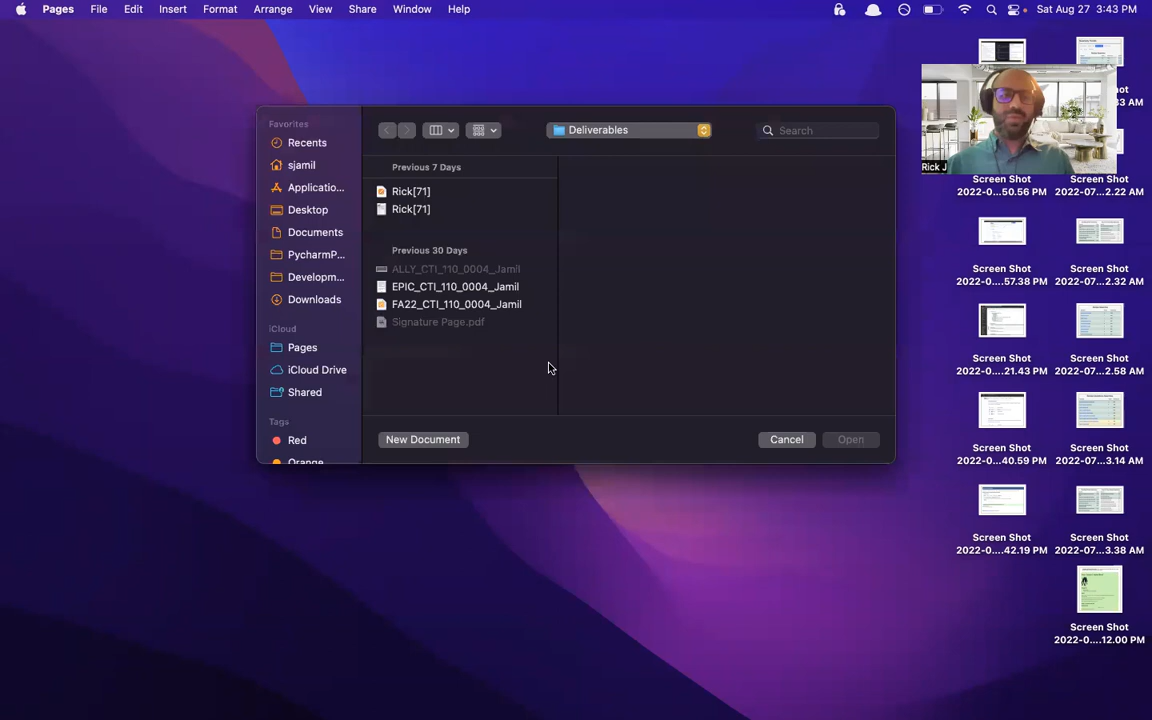 Pages File Edit Insert Format Arrange View Share Window Help
Sat Aug 27 3:43 PM
Favorites
Recents
sjamil
Applicatio...
Desktop
Documents
PycharmP...
Developm...
Downloads
iCloud
Pages
iCloud Drive
Shared
Tags
Red
Orange
Deliverables
Search
Previous 7 Days
Rick[71]
Rick[71]
Previous 30 Days
ALLY_CTI_110_0004_Jamil
EPIC_CTI_110_0004_Jamil
FA22_CTI_110_0004_Jamil
Signature Page.pdf
New Document
Cancel
Open
Rick J
Screen Shot
2022-0....50.56 PM
Screen Shot
2022-07...2.22 AM
Screen Shot
2022-0....57.38 PM
Screen Shot
2022-07...2.32 AM
Screen Shot
2022-0....21.43 PM
Screen Shot
2022-07...2.58 AM
Screen Shot
2022-0....40.59 PM
Screen Shot
2022-07...3.14 AM
Screen Shot
2022-0....42.19 PM
Screen Shot
2022-07...3.38 AM
Screen Shot
2022-0....12.00 PM